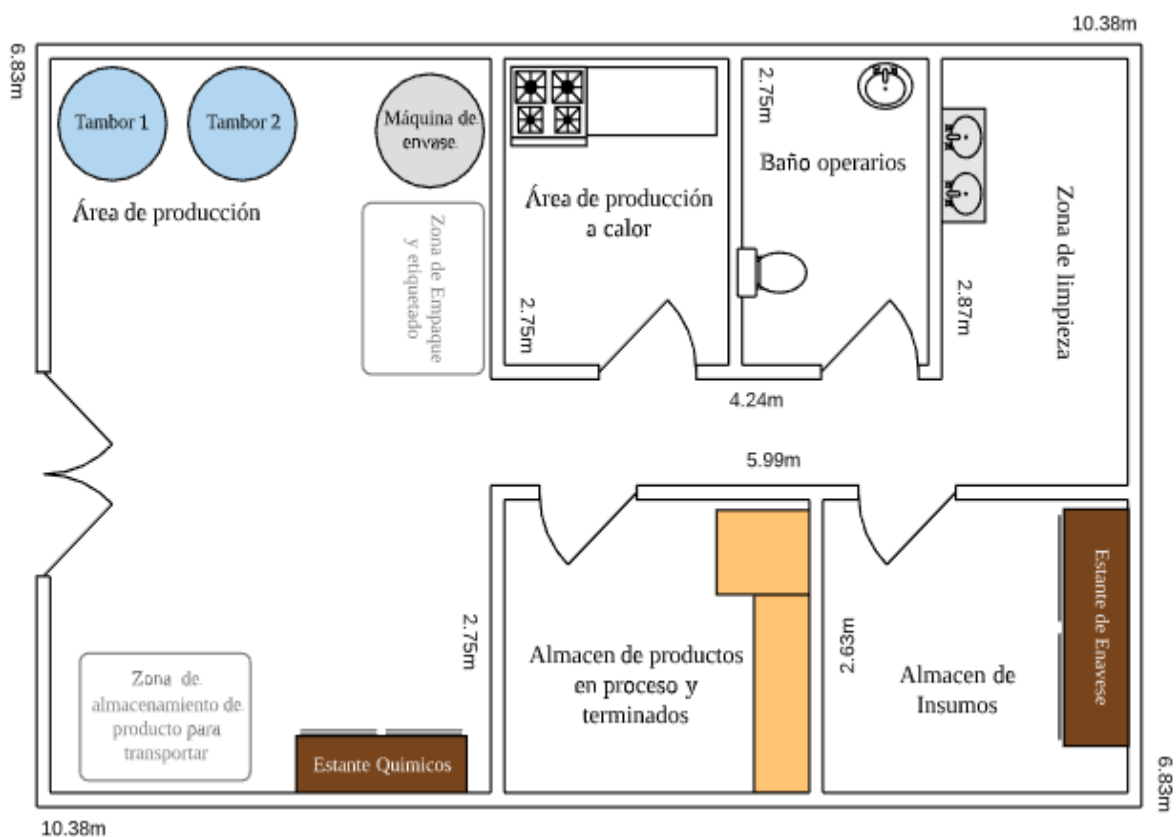 10.38m
6.83m
Tambor 1
Tambor 2
Máquina de
envase.
Área de producción
Zona de Empaque
y etiquetado
Área de producción
a calor
2.75m
2.75m
Baño operarios
2.87m
Zona de limpieza
4.24m
5.99m
2.75m
Almacen de productos
en proceso y
terminados
2.63m
Almacen de
Insumos
Estante de Enavese
Zona de
almacenamiento de
producto para
transportar
Estante Quimicos
6.83m
10.38m